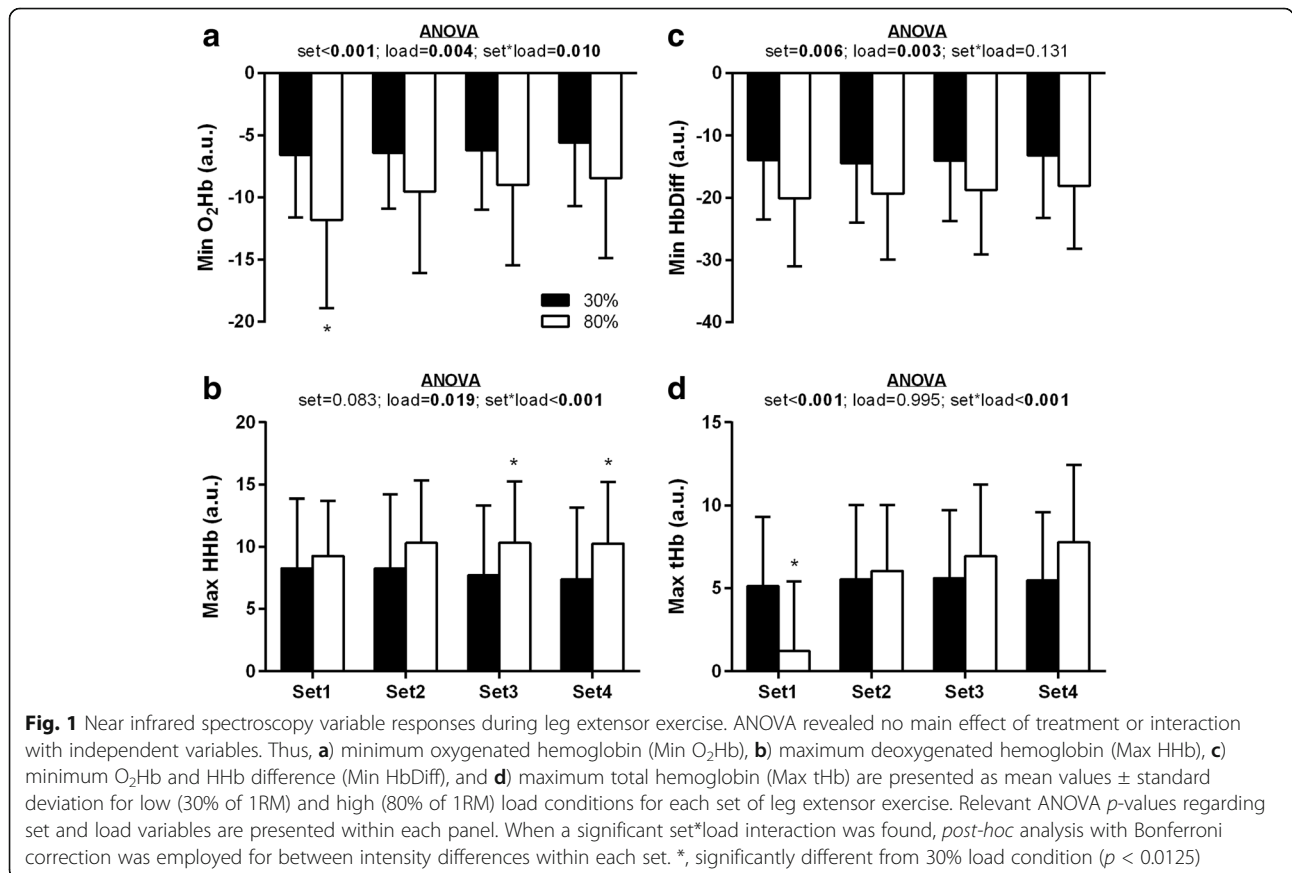 a
ANOVA
set<0.001; load=0.004; set*load=0.010
0
-5
-10
-15
-20
Min O₂Hb (a.u.)
30%
80%
*
c
ANOVA
set=0.006; load=0.003; set*load=0.131
0
-10
-20
-30
-40
Min HbDiff (a.u.)
b
ANOVA
set=0.083; load=0.019; set*load<0.001
20
15
10
5
0
Max HHb (a.u.)
* *
Set1 Set2 Set3 Set4
d
ANOVA
set<0.001; load=0.995; set*load<0.001
15
10
5
0
Max tHb (a.u.)
*
Set1 Set2 Set3 Set4
Fig. 1 Near infrared spectroscopy variable responses during leg extensor exercise. ANOVA revealed no main effect of treatment or interaction
with independent variables. Thus, a) minimum oxygenated hemoglobin (Min O₂Hb), b) maximum deoxygenated hemoglobin (Max HHb), c)
minimum O₂Hb and HHb difference (Min HbDiff), and d) maximum total hemoglobin (Max tHb) are presented as mean values ± standard
deviation for low (30% of 1RM) and high (80% of 1RM) load conditions for each set of leg extensor exercise. Relevant ANOVA p-values regarding
set and load variables are presented within each panel. When a significant set*load interaction was found, post-hoc analysis with Bonferroni
correction was employed for between intensity differences within each set. *, significantly different from 30% load condition (p < 0.0125)